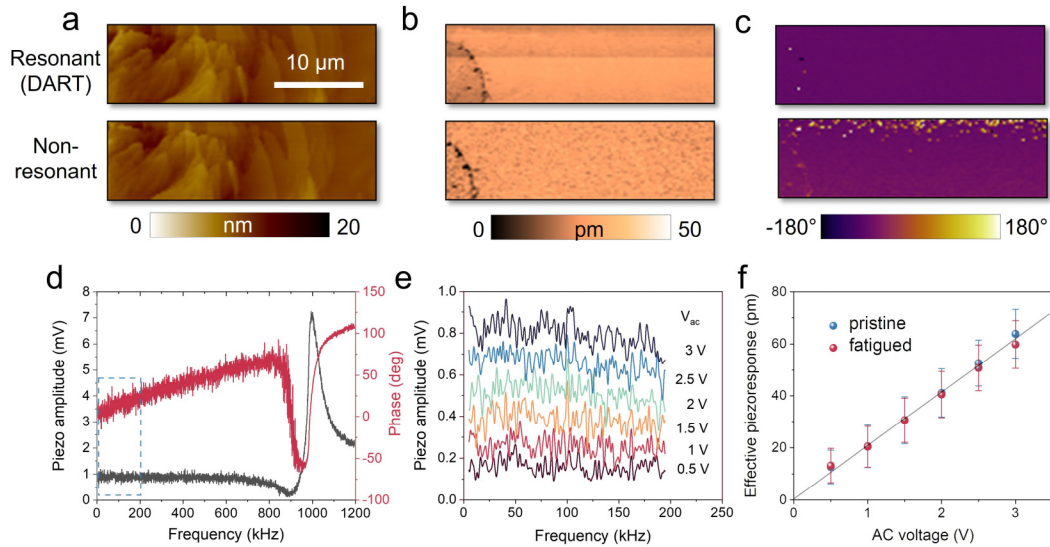 a
b
c
Resonant
(DART)
10 µm
Non-
resonant
0 nm 20
0 pm 50
-180° 180°
d
e
f
Piezo amplitude (mV)
8
7
6
5
4
3
2
1
0
0 200 400 600 800 1000 1200
Frequency (kHz)
150
100
50
0
-50
-100
Phase (deg)
Piezo amplitude (mV)
1.0
0.8
0.6
0.4
0.2
0.0
0 50 100 150 200 250
Frequency (kHz)
Vac
3 V
2.5 V
2 V
1.5 V
1 V
0.5 V
Effective piezoresponse (pm)
80
60
40
20
0
0 1 2 3
AC voltage (V)
pristine
fatigued